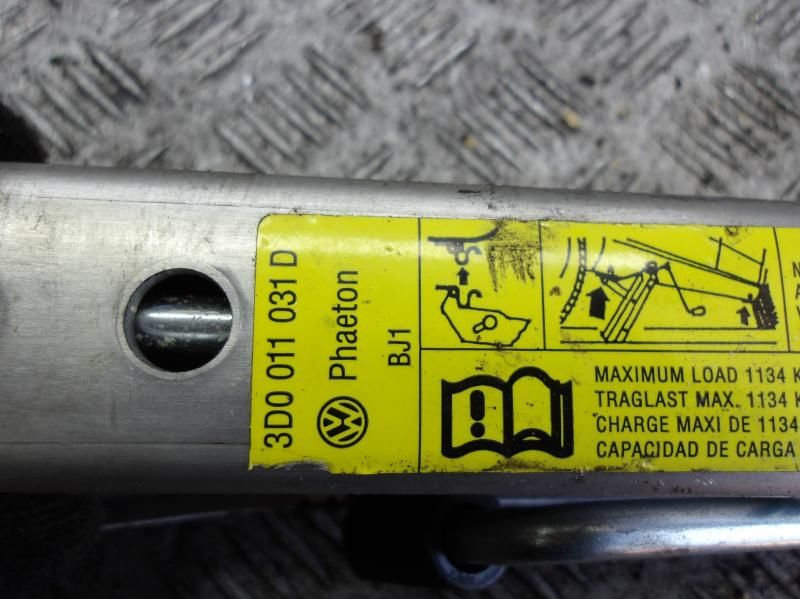 3D0 011 031 D
Phaeton
BJ1
MAXIMUM LOAD 1134 K
TRAGLAST MAX. 1134 K
CHARGE MAXI DE 1134
CAPACIDAD DE CARGA